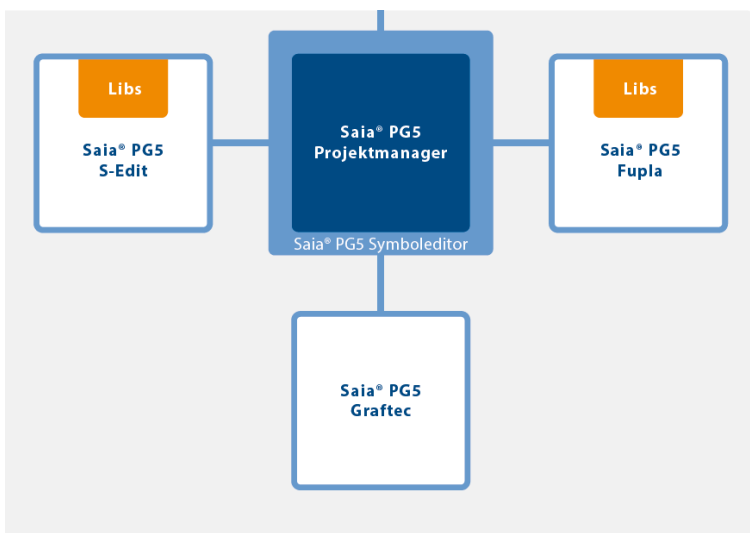 Libs
Saia® PG5
S-Edit
Saia® PG5
Projektmanager
Saia® PG5 Symboleditor
Libs
Saia® PG5
Fupla
Saia® PG5
Graftec